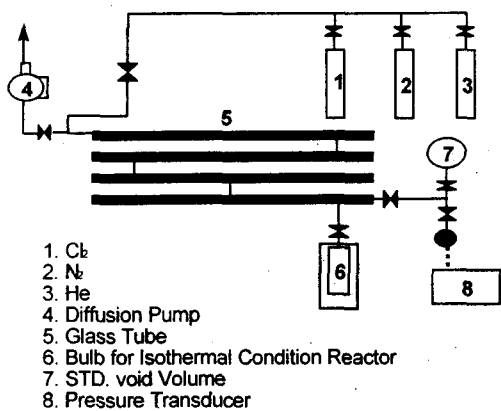 1
2
3
4
5
7
6
8
1. Cl₂
2. N₂
3. He
4. Diffusion Pump
5. Glass Tube
6. Bulb for Isothermal Condition Reactor
7. STD. void Volume
8. Pressure Transducer